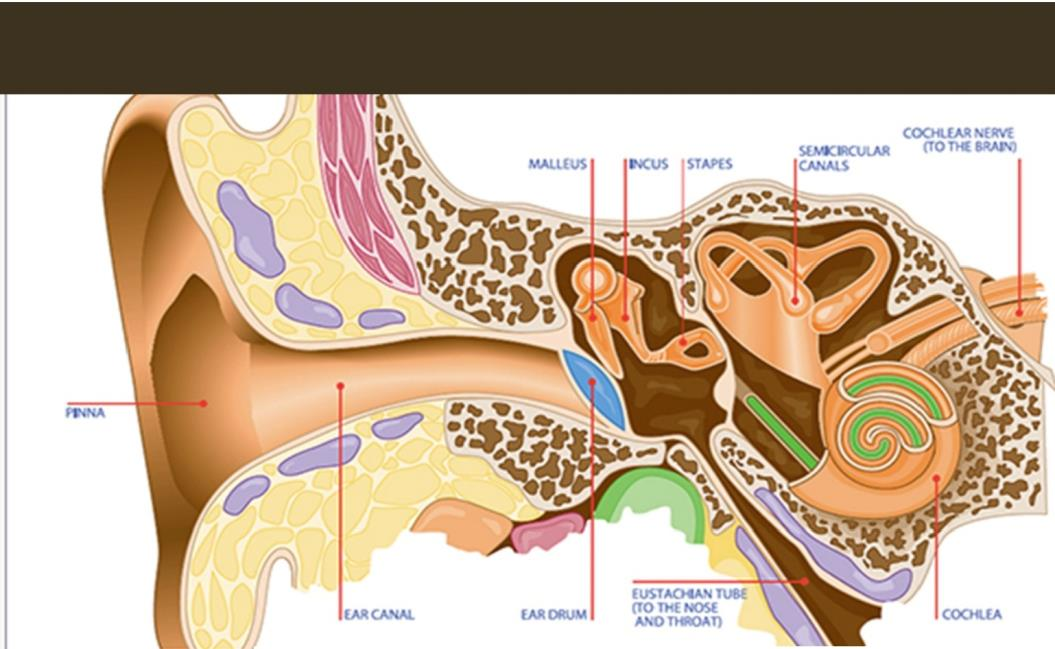 COCHLEAR NERVE
(TO THE BRAIN)
MALLEUS
INCUS
STAPES
SEMICIRCULAR
CANALS
PINNA
EAR CANAL
EAR DRUM
EUSTACHIAN TUBE
(TO THE NOSE
AND THROAT)
COCHLEA